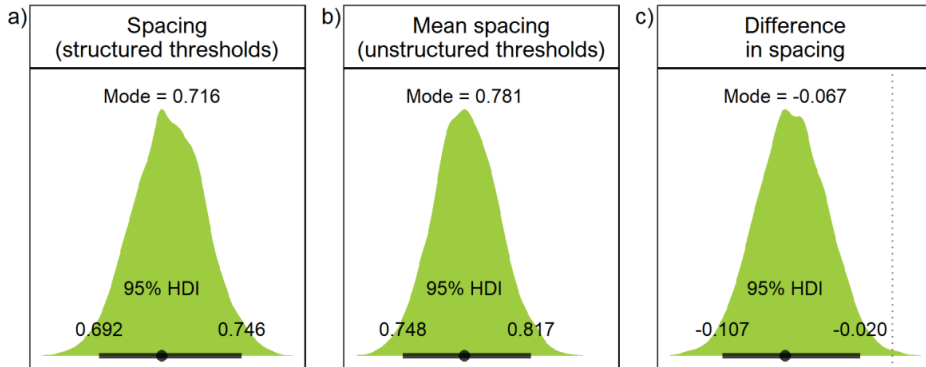 a)
Spacing
(structured thresholds)
Mode = 0.716
95% HDI
0.692
0.746
b)
Mean spacing
(unstructured thresholds)
Mode = 0.781
95% HDI
0.748
0.817
c)
Difference
in spacing
Mode = -0.067
95% HDI
-0.107
-0.020